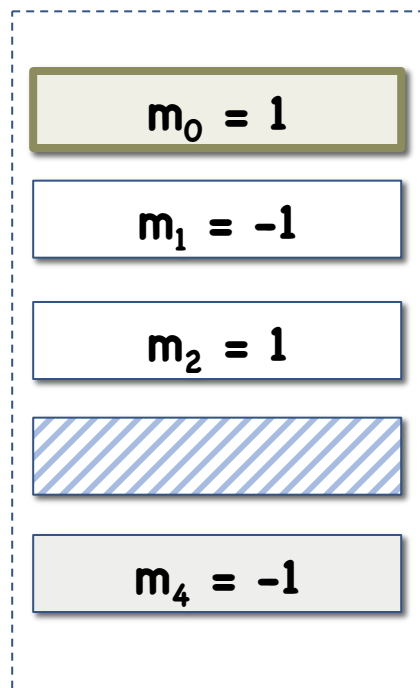 m₀ = 1
m₁ = -1
m₂ = 1
m₄ = -1